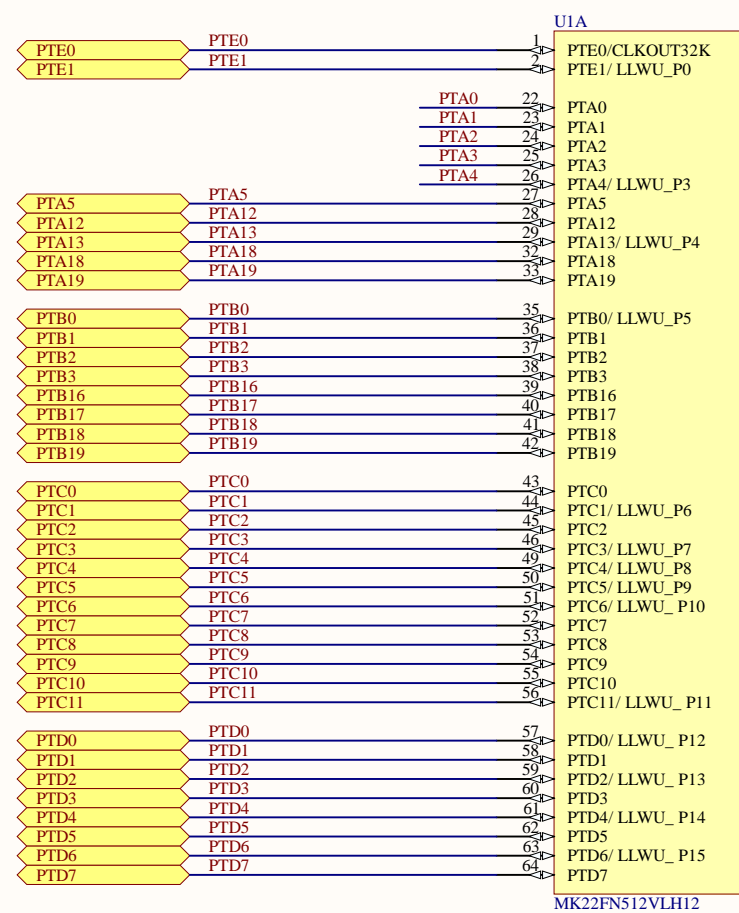 U1A
PTE0 PTE0 1 PTE0/CLKOUT32K
PTE1 PTE1 2 PTE1/ LLWU_P0
PTA0 22 PTA0
PTA1 23 PTA1
PTA2 24 PTA2
PTA3 25 PTA3
PTA4 26 PTA4/ LLWU_P3
PTA5 PTA5 27 PTA5
PTA12 PTA12 28 PTA12
PTA13 PTA13 29 PTA13/ LLWU_P4
PTA18 PTA18 32 PTA18
PTA19 PTA19 33 PTA19
PTB0 PTB0 35 PTB0/ LLWU_P5
PTB1 PTB1 36 PTB1
PTB2 PTB2 37 PTB2
PTB3 PTB3 38 PTB3
PTB16 PTB16 39 PTB16
PTB17 PTB17 40 PTB17
PTB18 PTB18 41 PTB18
PTB19 PTB19 42 PTB19
PTC0 PTC0 43 PTC0
PTC1 PTC1 44 PTC1/ LLWU_P6
PTC2 PTC2 45 PTC2
PTC3 PTC3 46 PTC3/ LLWU_P7
PTC4 PTC4 49 PTC4/ LLWU_P8
PTC5 PTC5 50 PTC5/ LLWU_P9
PTC6 PTC6 51 PTC6/ LLWU_ P10
PTC7 PTC7 52 PTC7
PTC8 PTC8 53 PTC8
PTC9 PTC9 54 PTC9
PTC10 PTC10 55 PTC10
PTC11 PTC11 56 PTC11/ LLWU_ P11
PTD0 PTD0 57 PTD0/ LLWU_ P12
PTD1 PTD1 58 PTD1
PTD2 PTD2 59 PTD2/ LLWU_ P13
PTD3 PTD3 60 PTD3
PTD4 PTD4 61 PTD4/ LLWU_ P14
PTD5 PTD5 62 PTD5
PTD6 PTD6 63 PTD6/ LLWU_ P15
PTD7 PTD7 64 PTD7
MK22FN512VLH12